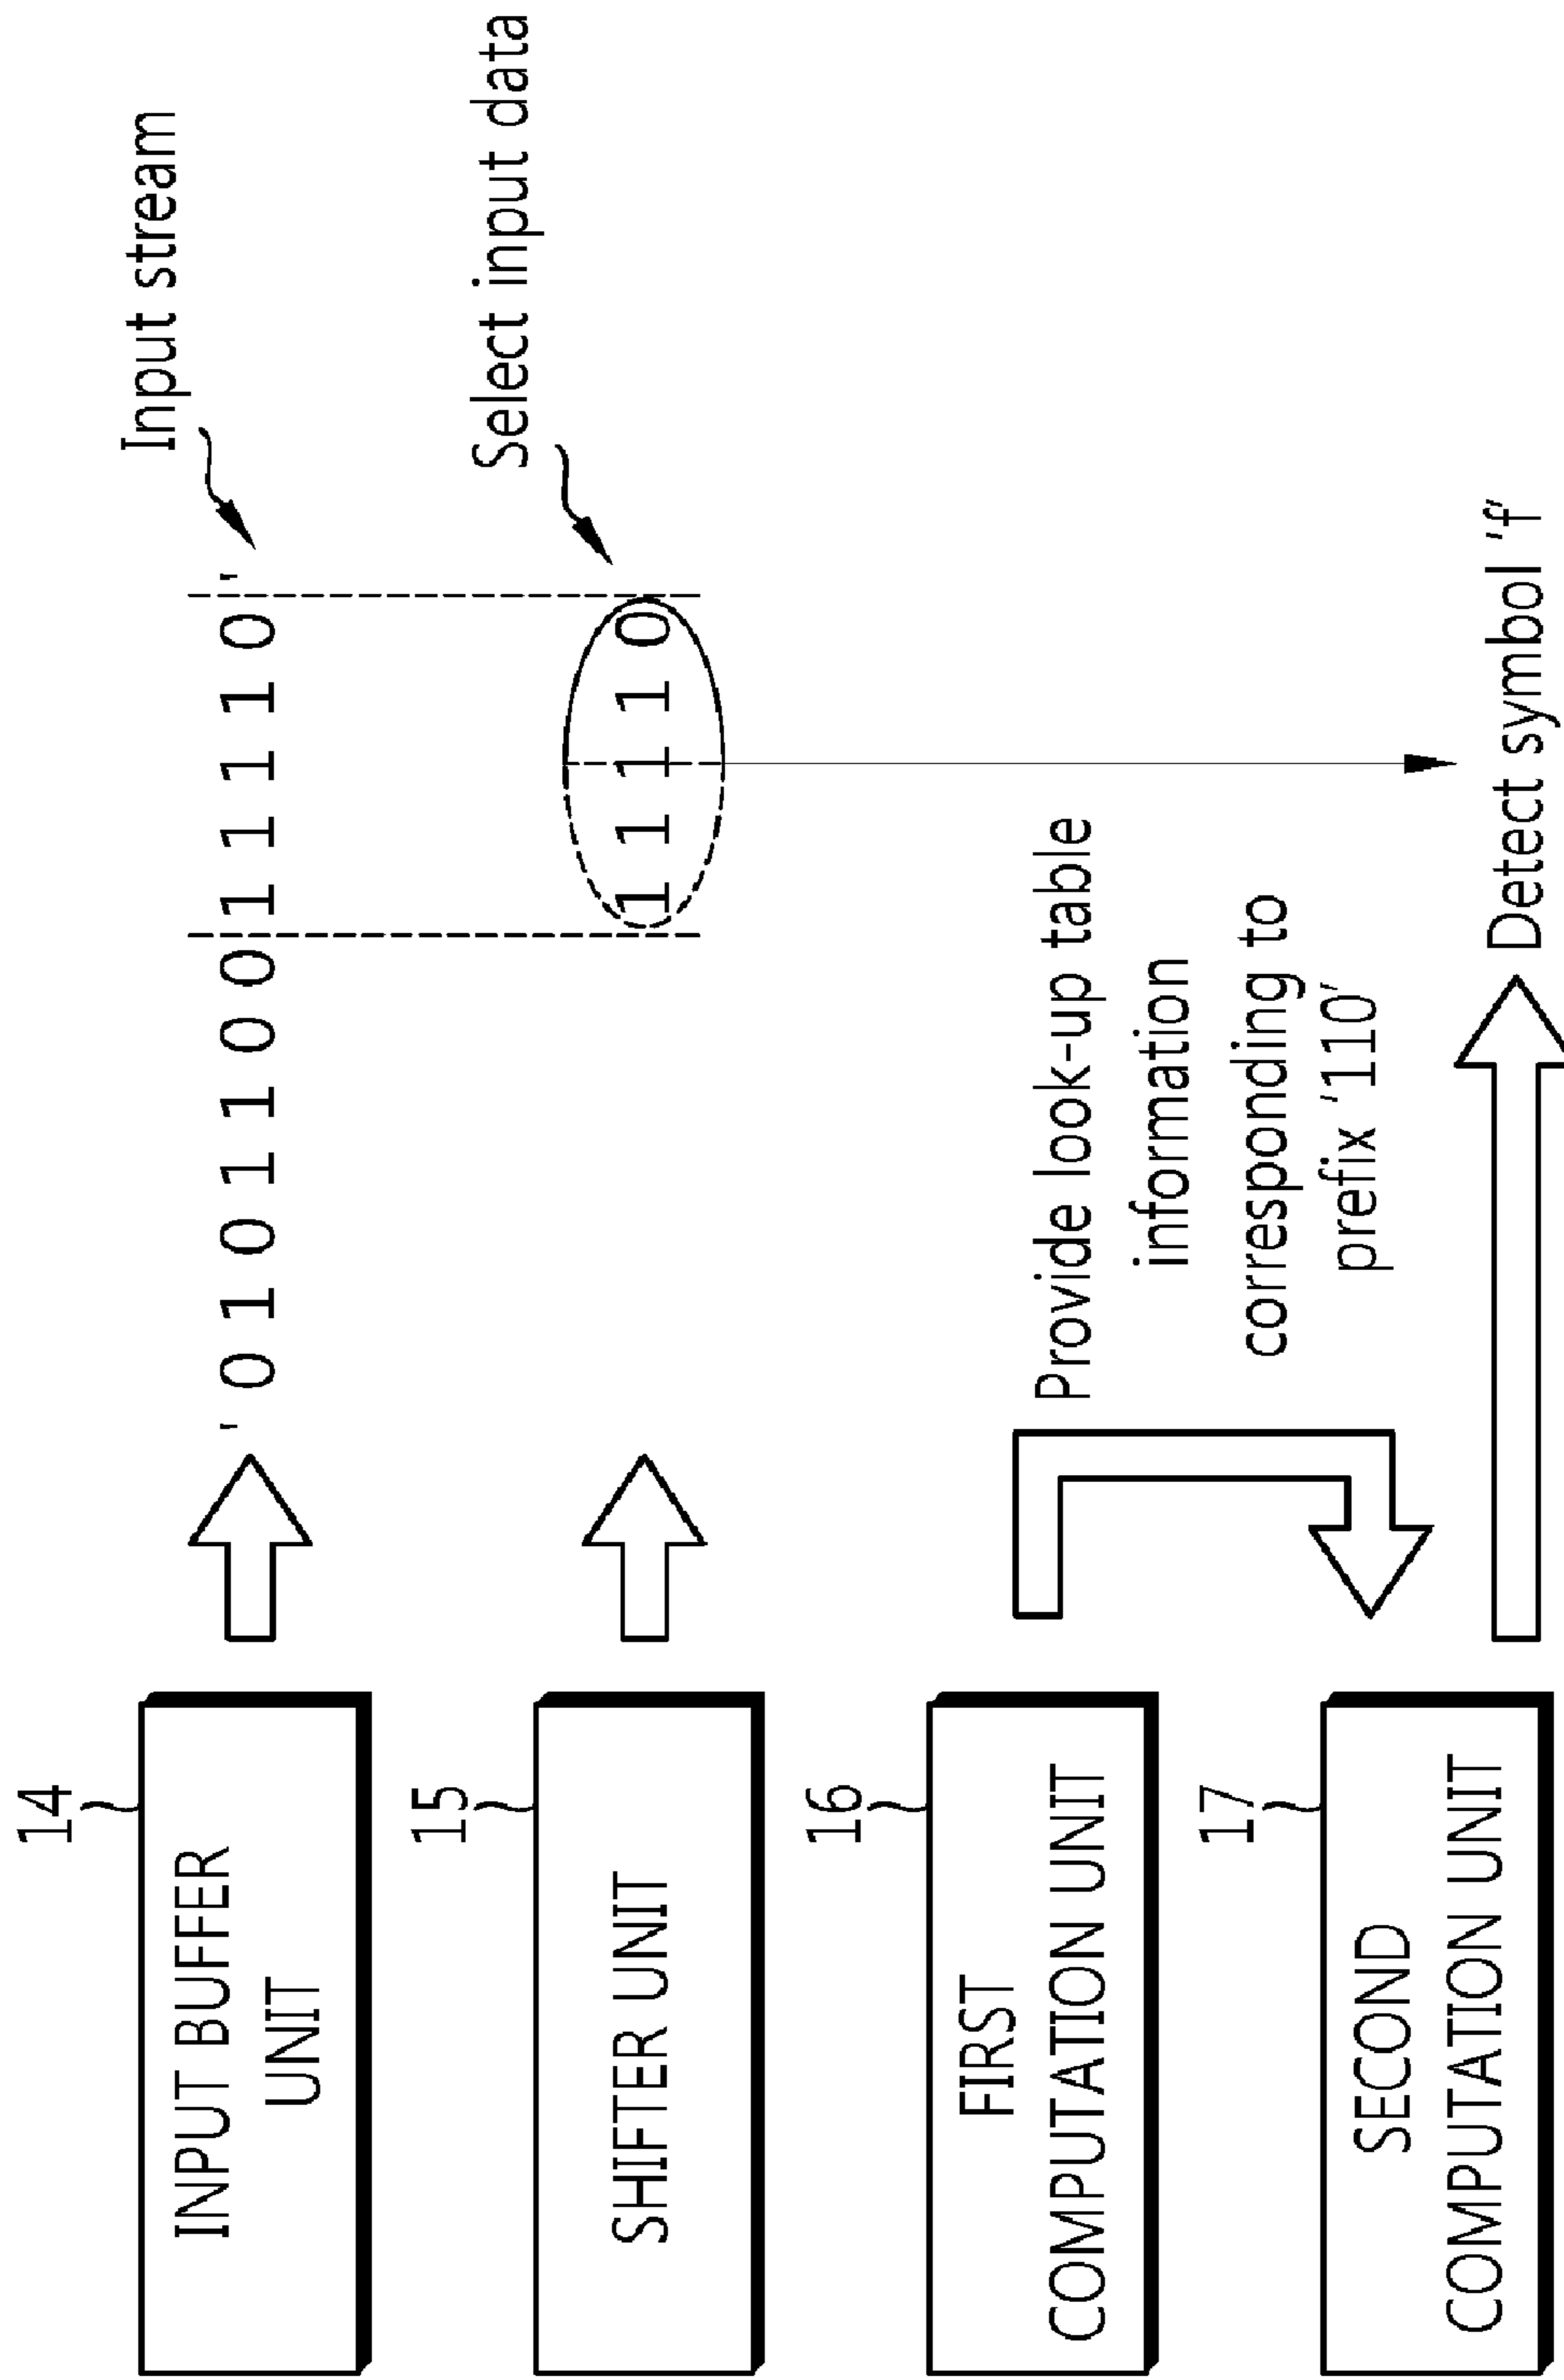 14
INPUT BUFFER
UNIT
' 0 1 0 1 1 0 0 1 1 1 1 0 '
Input stream
15
SHIFTER UNIT
1 1 1 1 0
Select input data
16
FIRST
COMPUTATION UNIT
Provide look-up table
information
corresponding to
prefix '110'
17
SECOND
COMPUTATION UNIT
Detect symbol 'f'